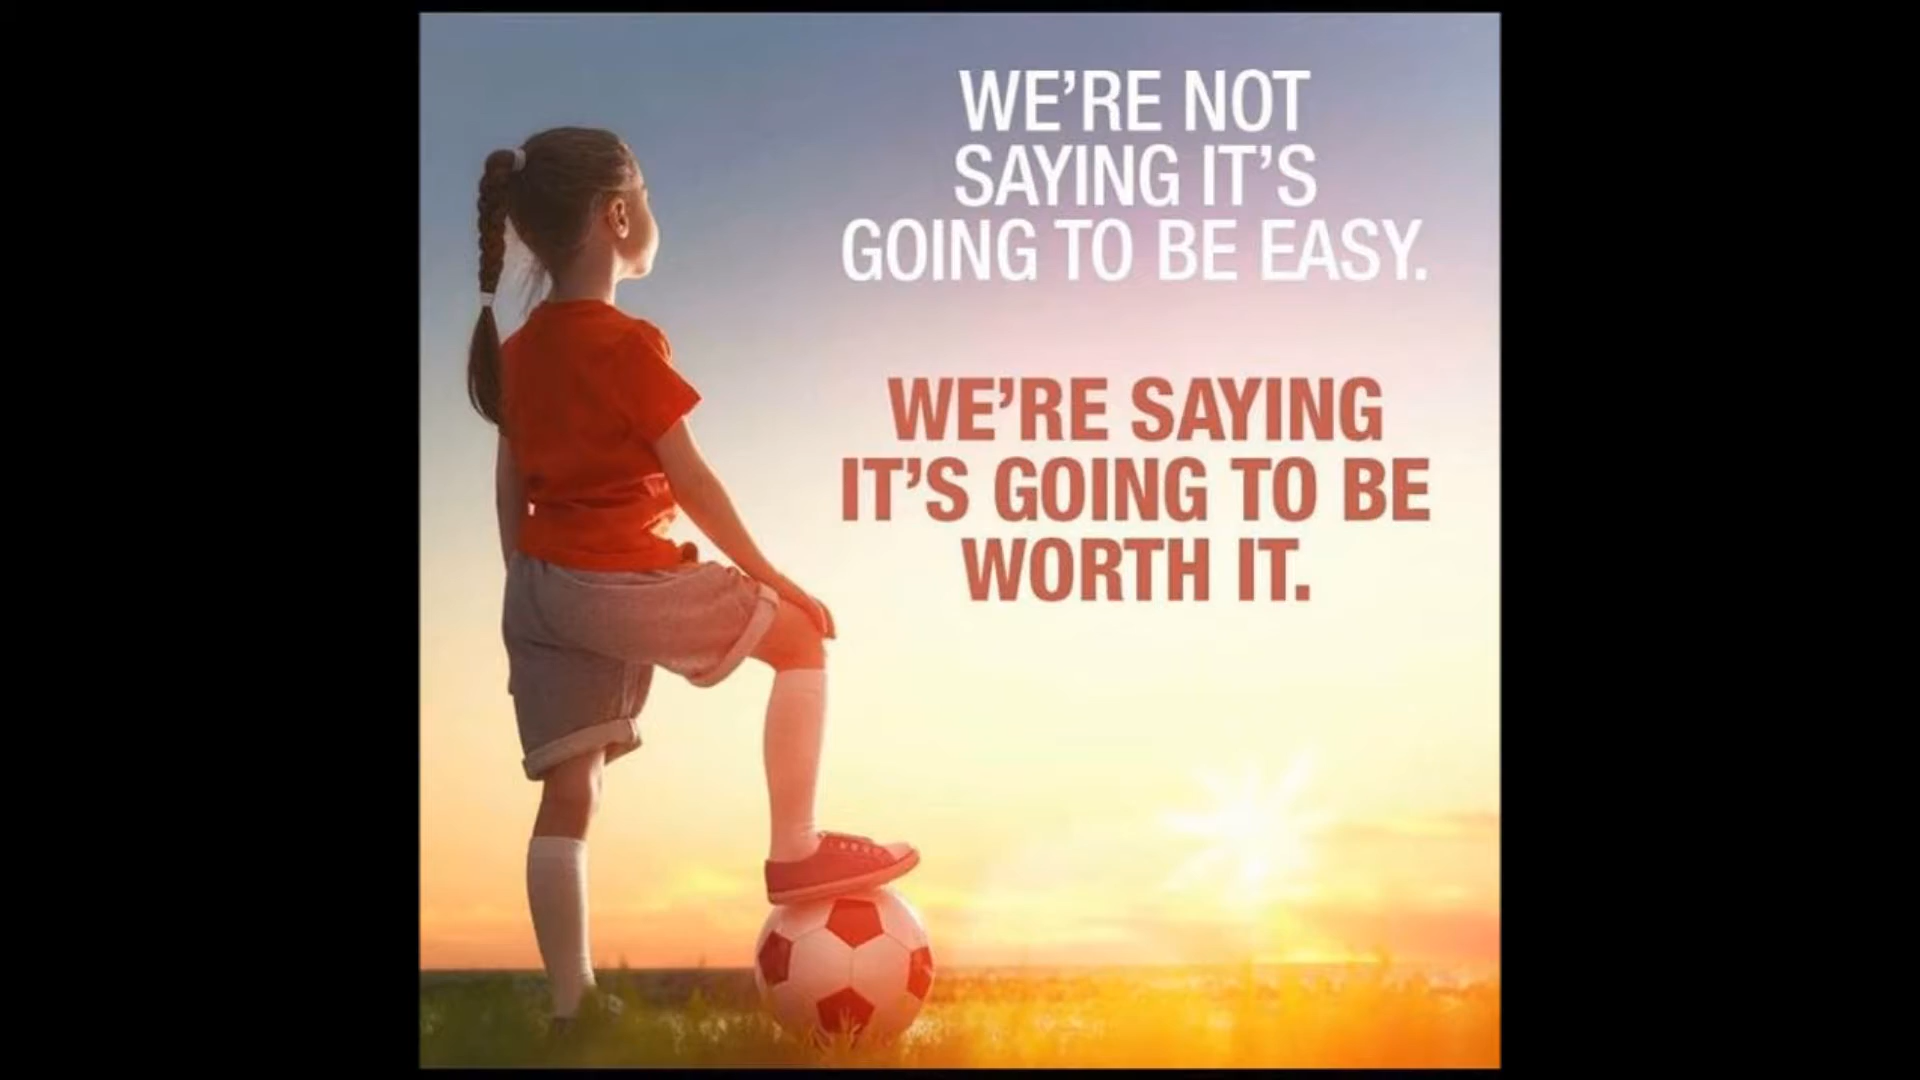 WE’RE NOT
SAYING IT’S
GOING TO BE EASY.
WE’RE SAYING
IT’S GOING TO BE
WORTH IT.